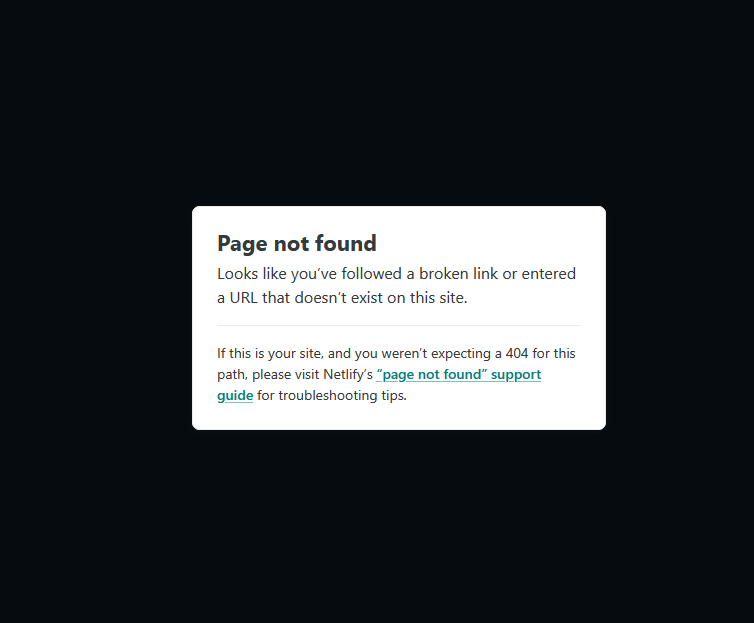 Page not found
Looks like you’ve followed a broken link or entered
a URL that doesn’t exist on this site.
If this is your site, and you weren’t expecting a 404 for this
path, please visit Netlify’s “page not found” support
guide for troubleshooting tips.